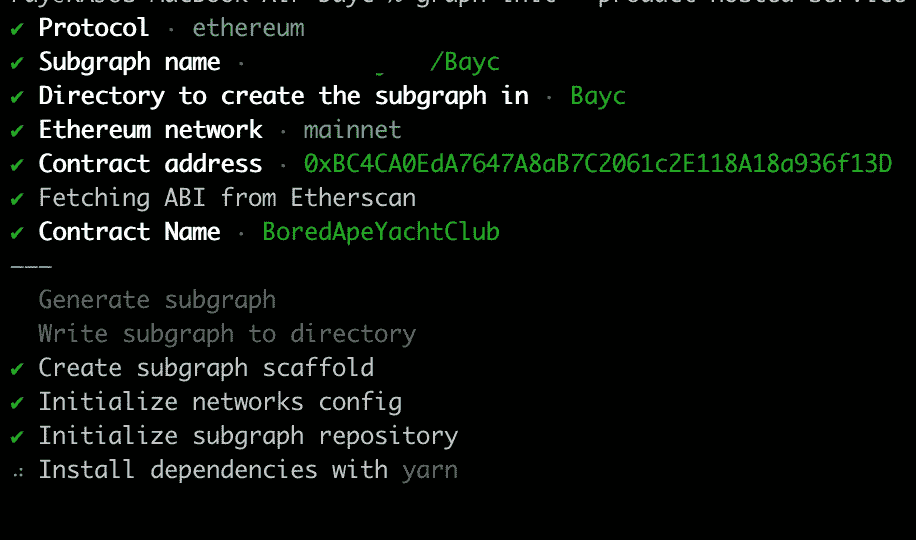 ✔ Protocol · ethereum
✔ Subgraph name · /Bayc
✔ Directory to create the subgraph in · Bayc
✔ Ethereum network · mainnet
✔ Contract address · 0xBC4CA0EdA7647A8aB7C2061c2E118A18a936f13D
✔ Fetching ABI from Etherscan
✔ Contract Name · BoredApeYachtClub
———
Generate subgraph
Write subgraph to directory
✔ Create subgraph scaffold
✔ Initialize networks config
✔ Initialize subgraph repository
⠴ Install dependencies with yarn